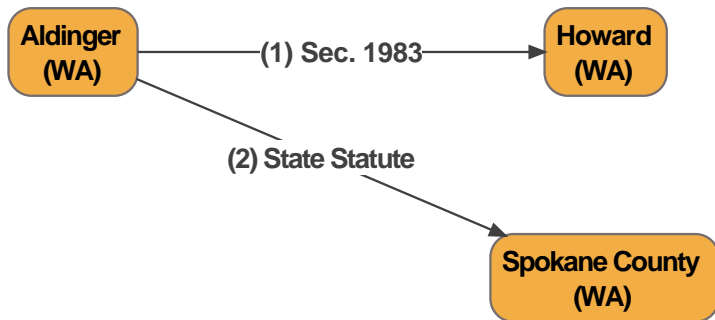 Aldinger
(WA)
(1) Sec. 1983
Howard
(WA)
(2) State Statute
Spokane County
(WA)